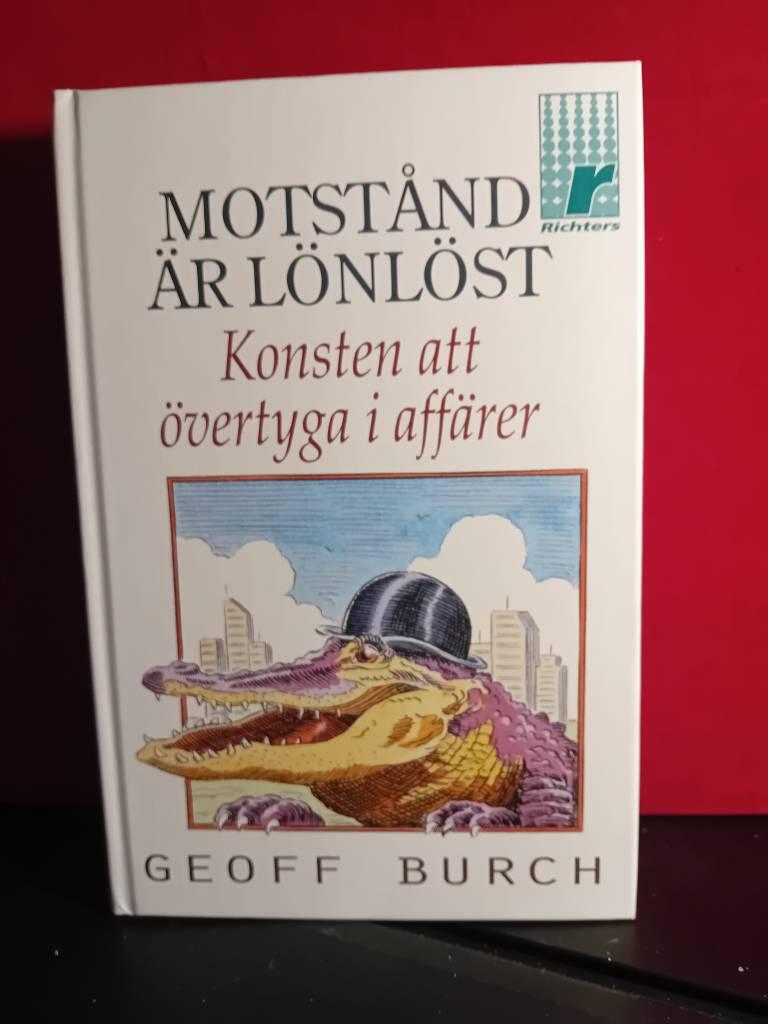 MOTSTÅND
ÄR LÖNLÖST
r
Richters
Konsten att
övertyga i affärer
GEOFF BURCH